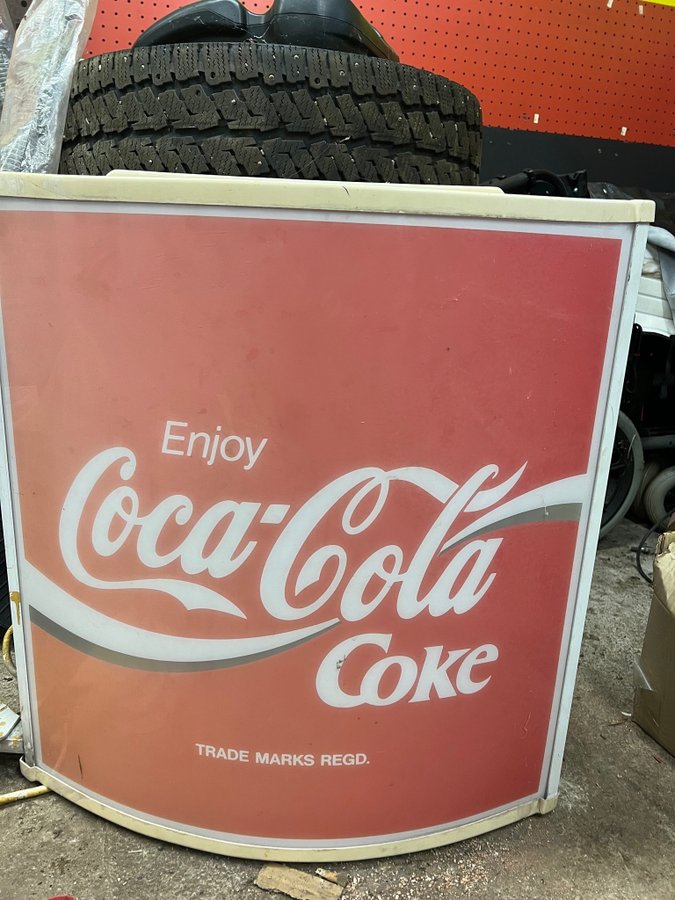 Enjoy
Coca-Cola
Coke
TRADE MARKS REGD.